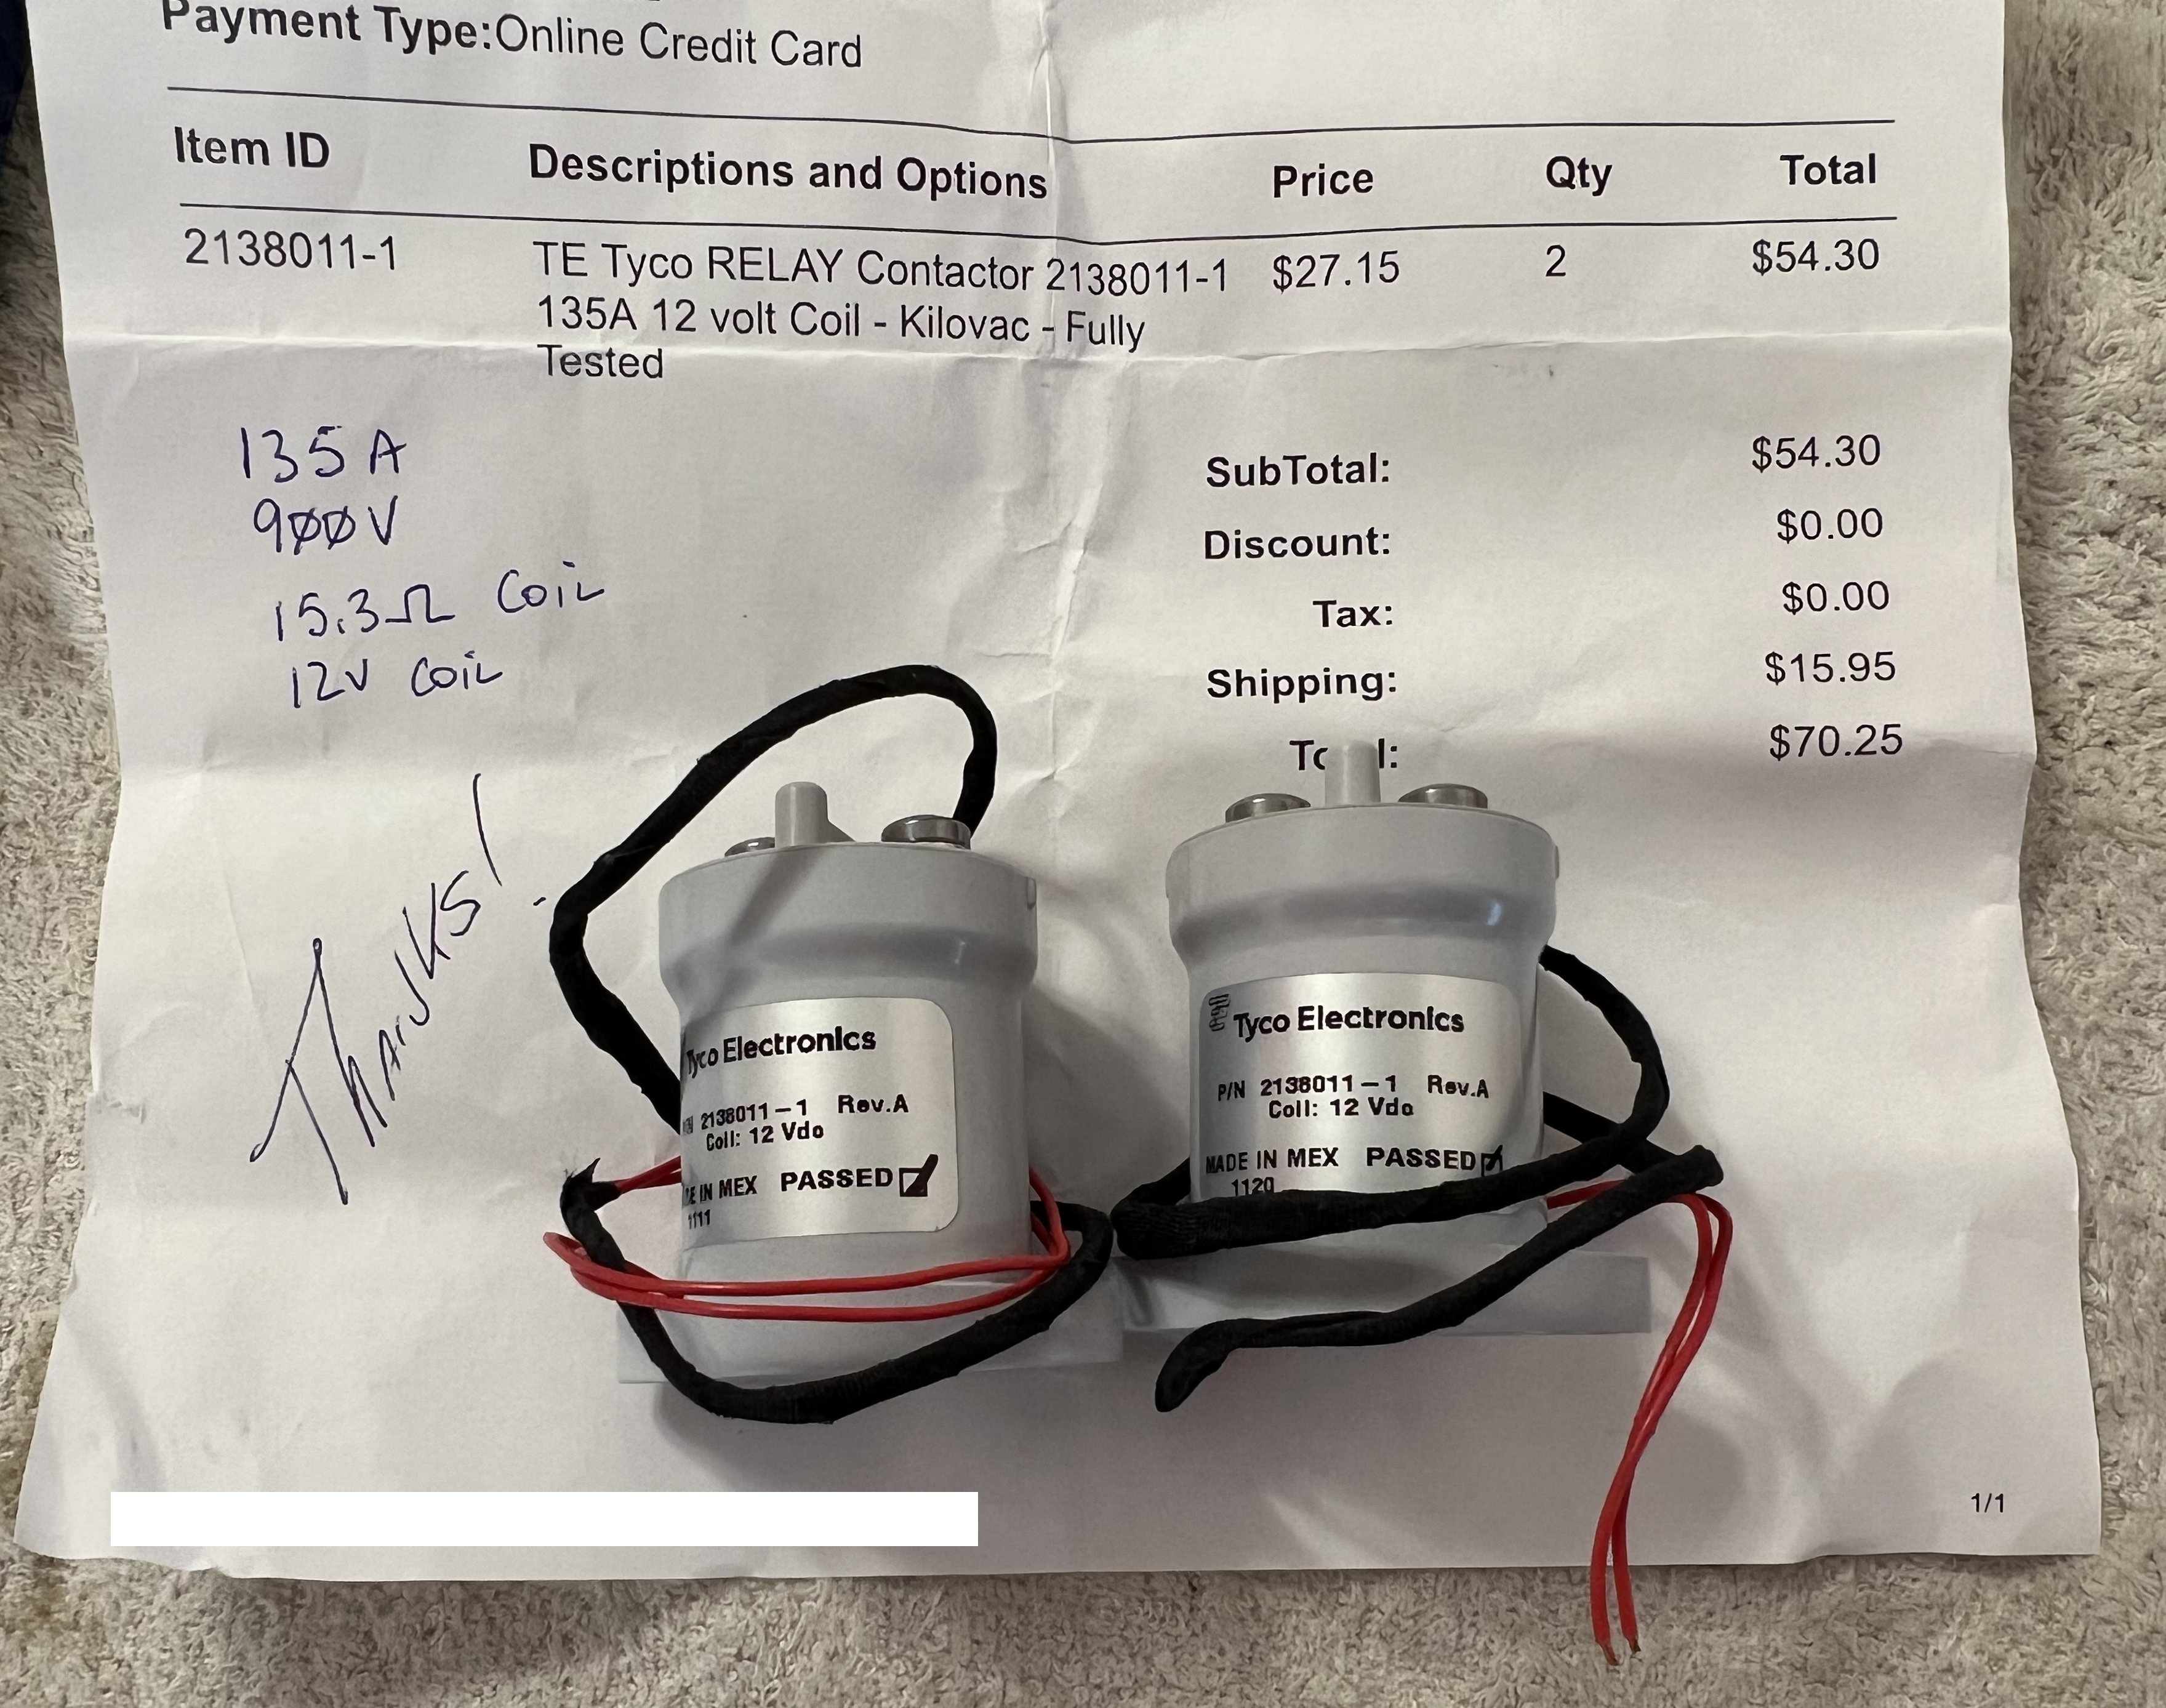 Payment Type:Online Credit Card
Item ID Descriptions and Options Price Qty Total
2138011-1 TE Tyco RELAY Contactor 2138011-1 $27.15 2 $54.30
135A 12 volt Coil - Kilovac - Fully
Tested
135A
900V
15.3Ω COIL
12V COIL
THANKS!
SubTotal: $54.30
Discount: $0.00
Tax: $0.00
Shipping: $15.95
$70.25
Tyco Electronics
2138011-1 Rev.A
Coil: 12 Vdc
IN MEX PASSED
1111
Tyco Electronics
P/N 2138011-1 Rev.A
Coil: 12 Vdc
MADE IN MEX PASSED
1120
1/1